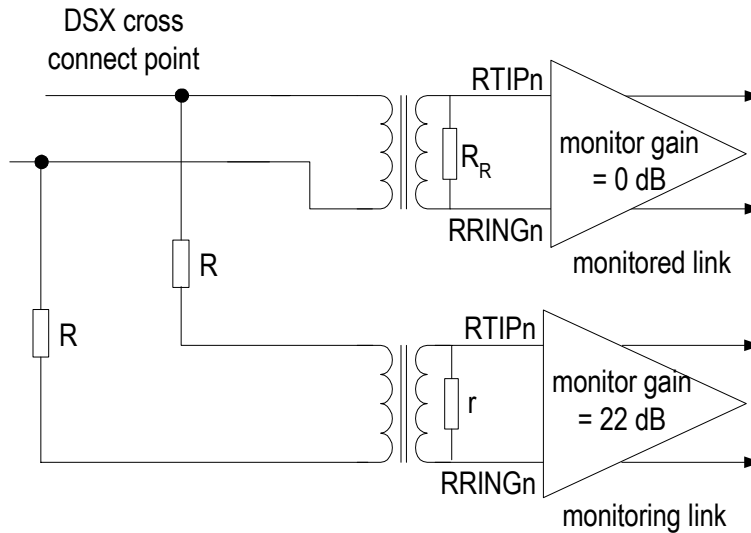 DSX cross
connect point
RTIPn
R_R
monitor gain
= 0 dB
RRINGn
monitored link
R
R
RTIPn
r
monitor gain
= 22 dB
RRINGn
monitoring link